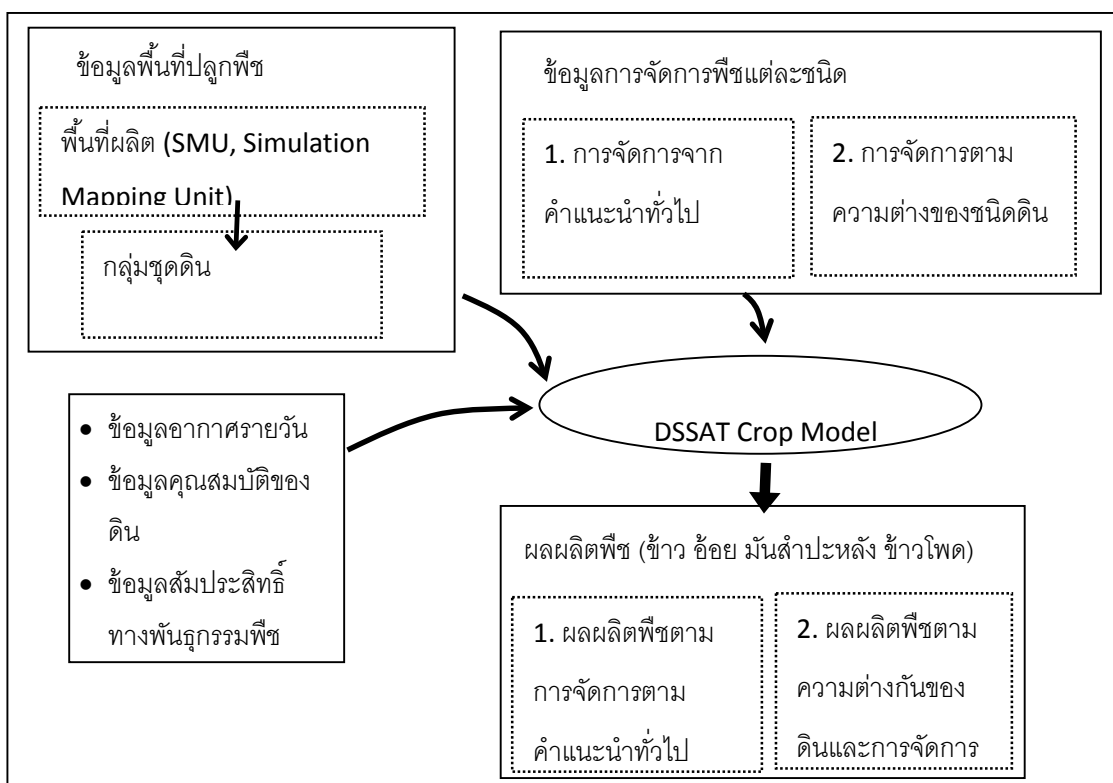 ข้อมูลพื้นที่ปลูกพืช
พื้นที่ผลิต (SMU, Simulation
Mapping Unit)
กลุ่มชุดดิน
ข้อมูลการจัดการพืชแต่ละชนิด
1. การจัดการจาก
คำแนะนำทั่วไป
2. การจัดการตาม
ความต่างของชนิดดิน
• ข้อมูลอากาศรายวัน
• ข้อมูลคุณสมบัติของ
ดิน
• ข้อมูลสัมประสิทธิ์
ทางพันธุกรรมพืช
DSSAT Crop Model
ผลผลิตพืช (ข้าว อ้อย มันสำปะหลัง ข้าวโพด)
1. ผลผลิตพืชตาม
การจัดการตาม
คำแนะนำทั่วไป
2. ผลผลิตพืชตาม
ความต่างกันของ
ดินและการจัดการ